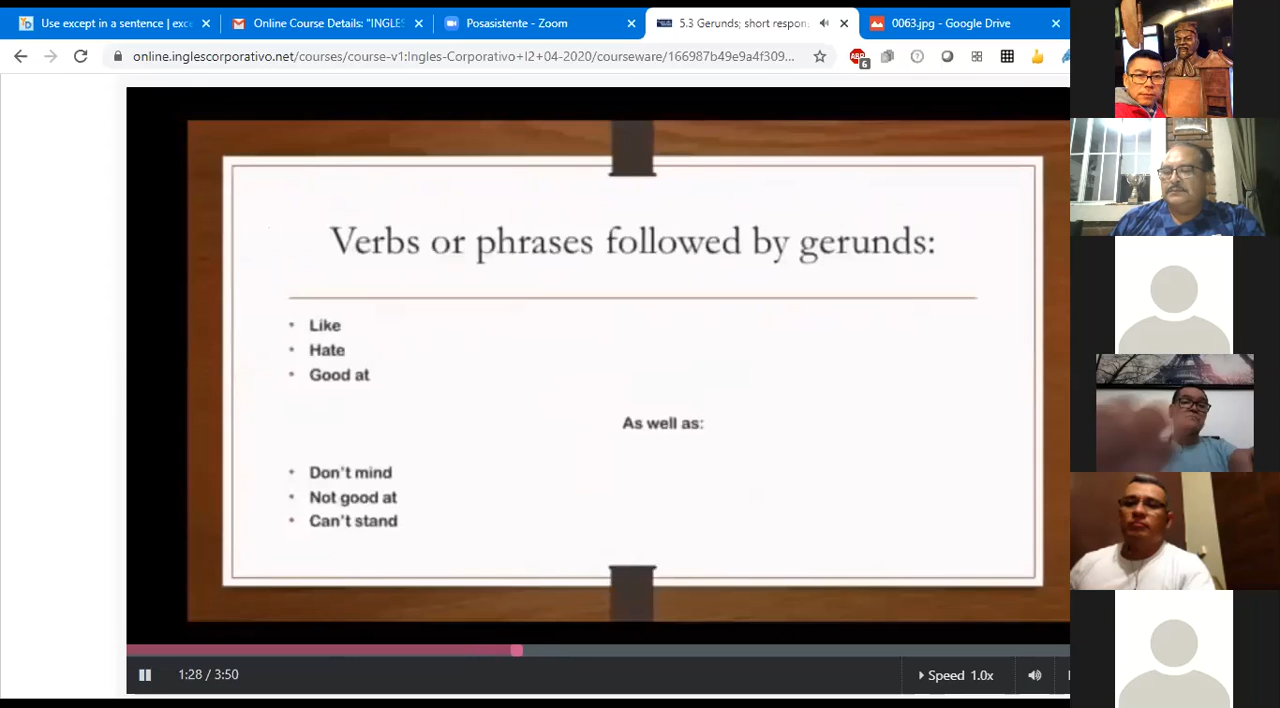 Use except in a sentence | exc
Online Course Details: "INGLES
Posasistente - Zoom
5.3 Gerunds; short respon
0063.jpg - Google Drive
online.inglescorporativo.net/courses/course-v1:Inglescorporativo+I2+04-2020/courseware/166987b49e9a4f309...
6
Verbs or phrases followed by gerunds:
• Like
• Hate
• Good at
As well as:
• Don't mind
• Not good at
• Can't stand
1:28 / 3:50
Speed 1.0x